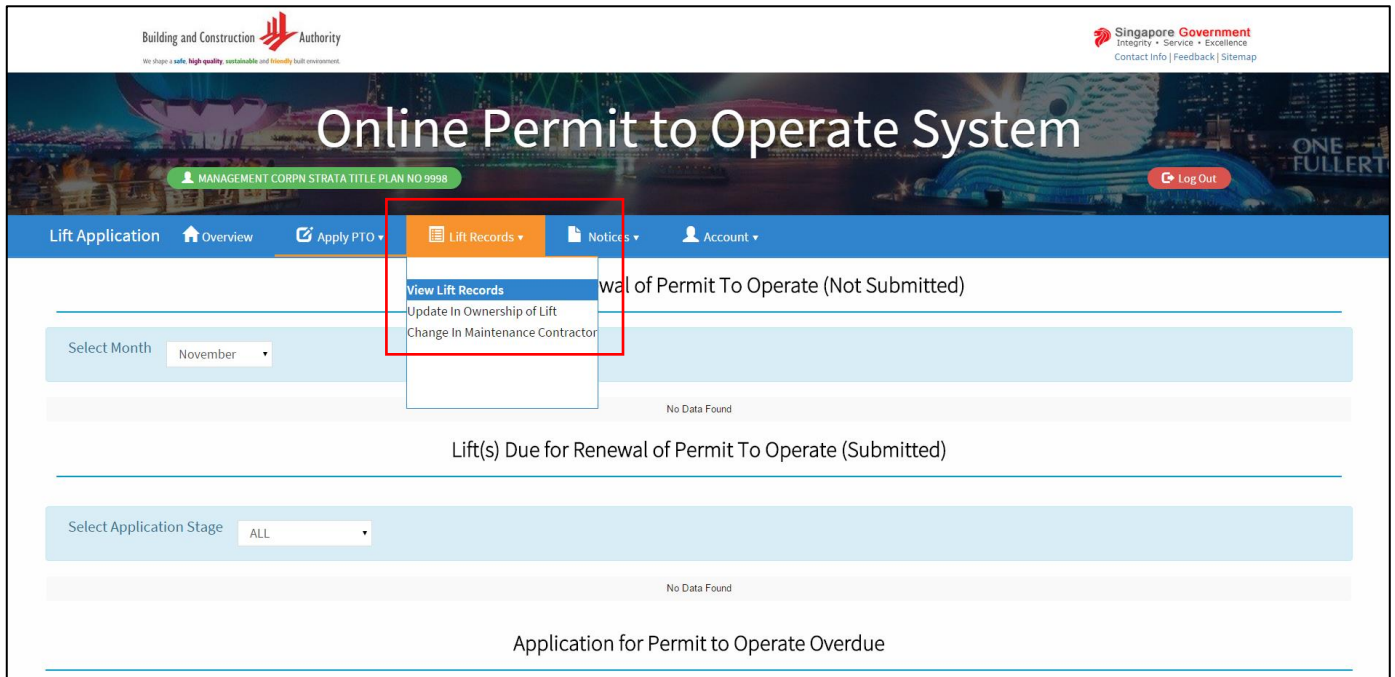 Building and Construction Authority
We shape a safe, high quality, sustainable and friendly built environment.
Singapore Government
Integrity • Service • Excellence
Contact Info | Feedback | Sitemap
Online Permit to Operate System
ONE
FULLERT
MANAGEMENT CORPN STRATA TITLE PLAN NO 9998
Log Out
Lift Application Overview Apply PTO Lift Records Notices Account
wal of Permit To Operate (Not Submitted)
View Lift Records
Update In Ownership of Lift
Change In Maintenance Contractor
Select Month November
No Data Found
Lift(s) Due for Renewal of Permit To Operate (Submitted)
Select Application Stage ALL
No Data Found
Application for Permit to Operate Overdue